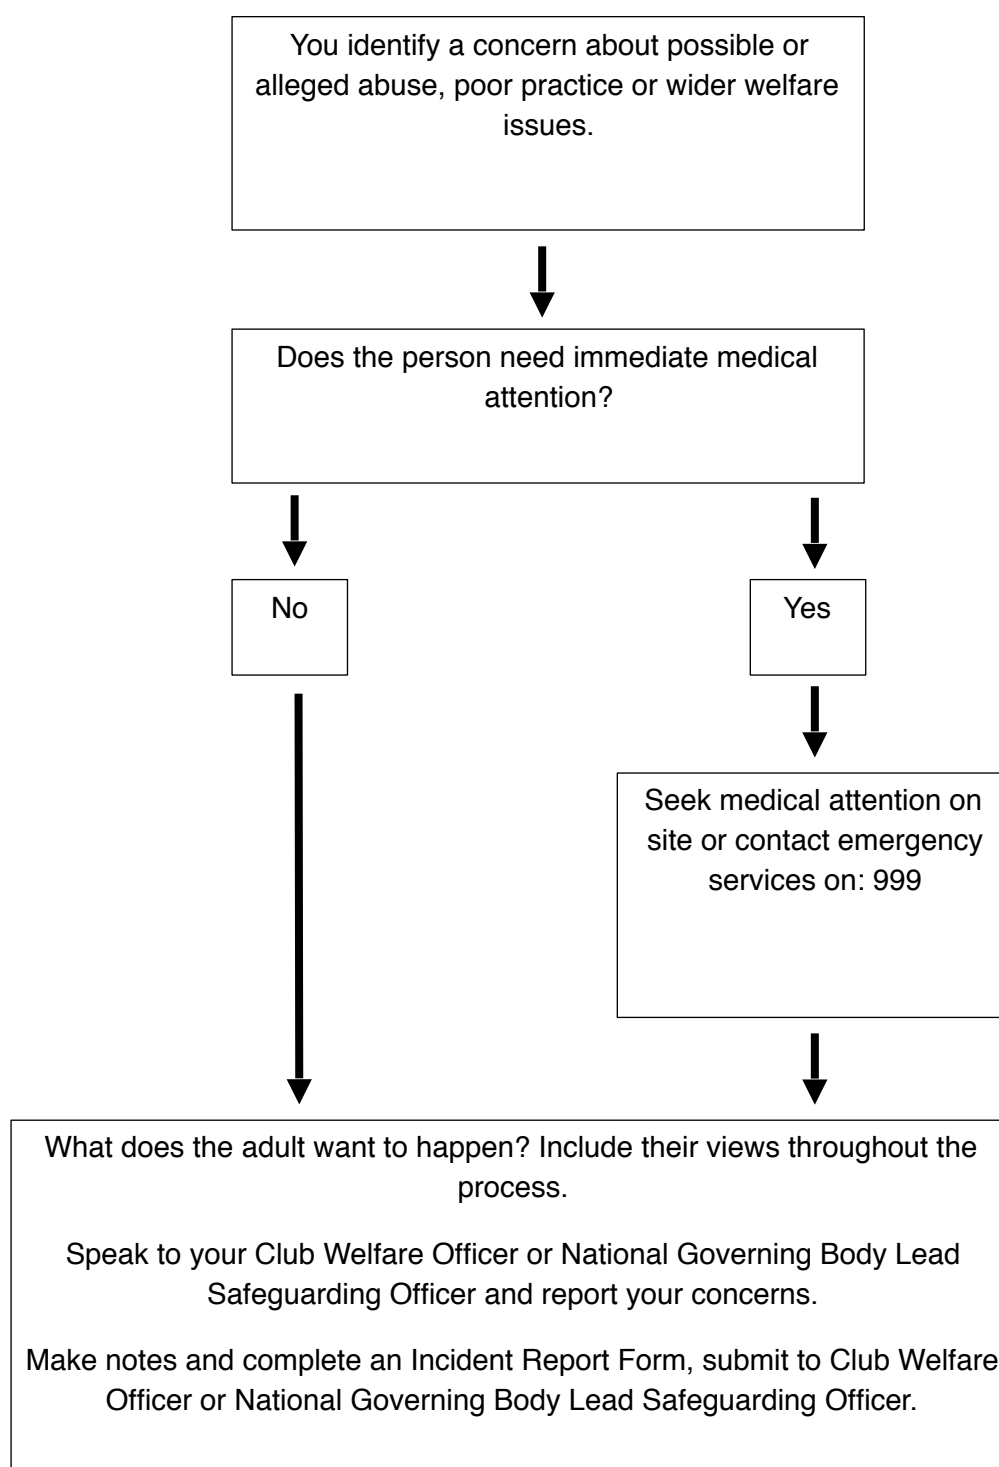 You identify a concern about possible or
alleged abuse, poor practice or wider welfare
issues.
Does the person need immediate medical
attention?
No
Yes
Seek medical attention on
site or contact emergency
services on: 999
What does the adult want to happen? Include their views throughout the
process.
Speak to your Club Welfare Officer or National Governing Body Lead
Safeguarding Officer and report your concerns.
Make notes and complete an Incident Report Form, submit to Club Welfare
Officer or National Governing Body Lead Safeguarding Officer.